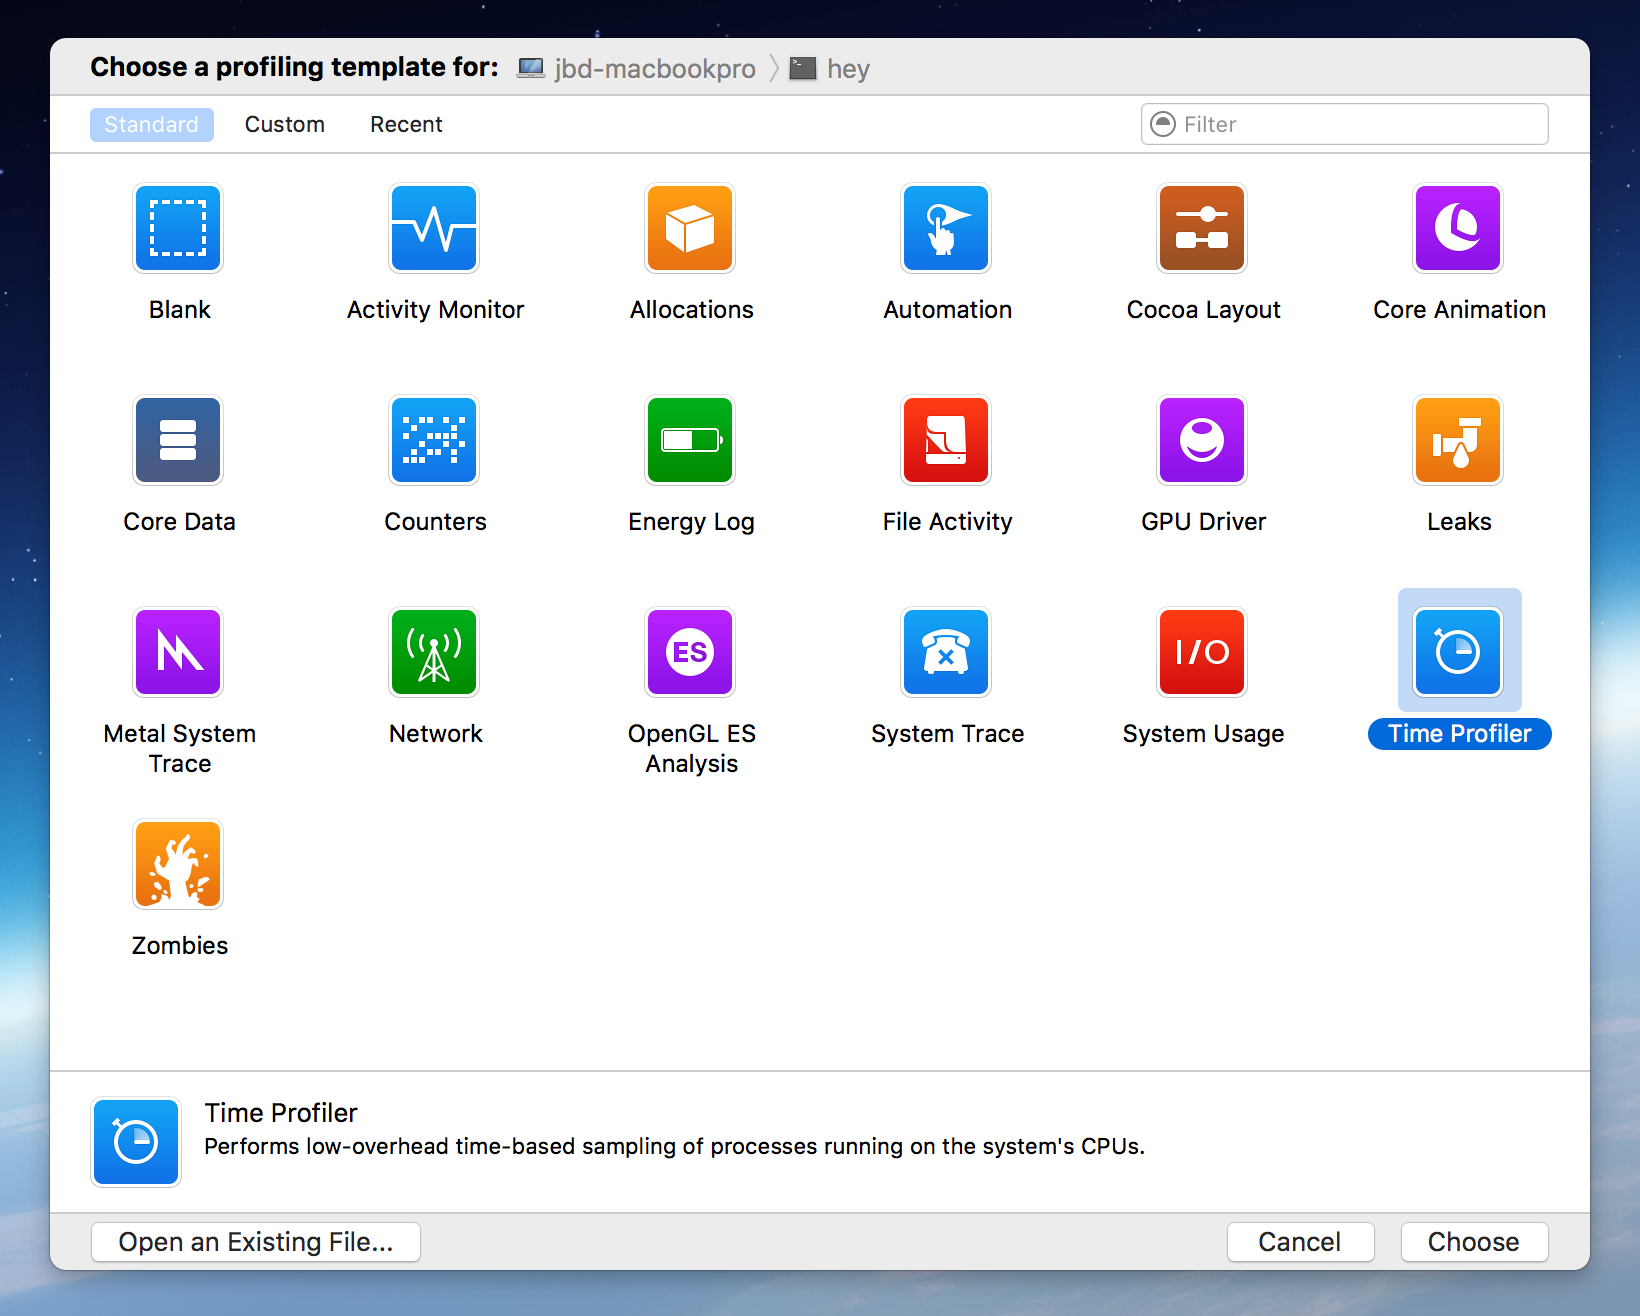 Choose a profiling template for: jbd-macbookpro hey
Standard Custom Recent Filter
Blank Activity Monitor Allocations Automation Cocoa Layout Core Animation
Core Data Counters Energy Log File Activity GPU Driver Leaks
ES I/O
Metal System Trace Network OpenGL ES Analysis System Trace System Usage Time Profiler
Zombies
Time Profiler
Performs low-overhead time-based sampling of processes running on the system's CPUs.
Open an Existing File... Cancel Choose